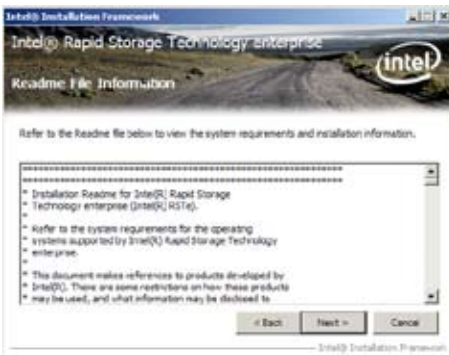 Intel® Installation Framework
Intel® Rapid Storage Technology enterprise
(intel)
Readme File Information
Refer to the Readme file below to view the system requirements and installation information.
************************************************************
************************************************************
* Installation Readme for Intel(R) Rapid Storage
* Technology enterprise (Intel(R) RSTe).
*
* Refer to the system requirements for the operating
* systems supported by Intel(R) Rapid Storage Technology
* enterprise.
*
* This document makes references to products developed by
* Intel(R). There are some restrictions on how these products
* may be used, and what information may be disclosed to
< Back
Next >
Cancel
Intel® Installation Framework